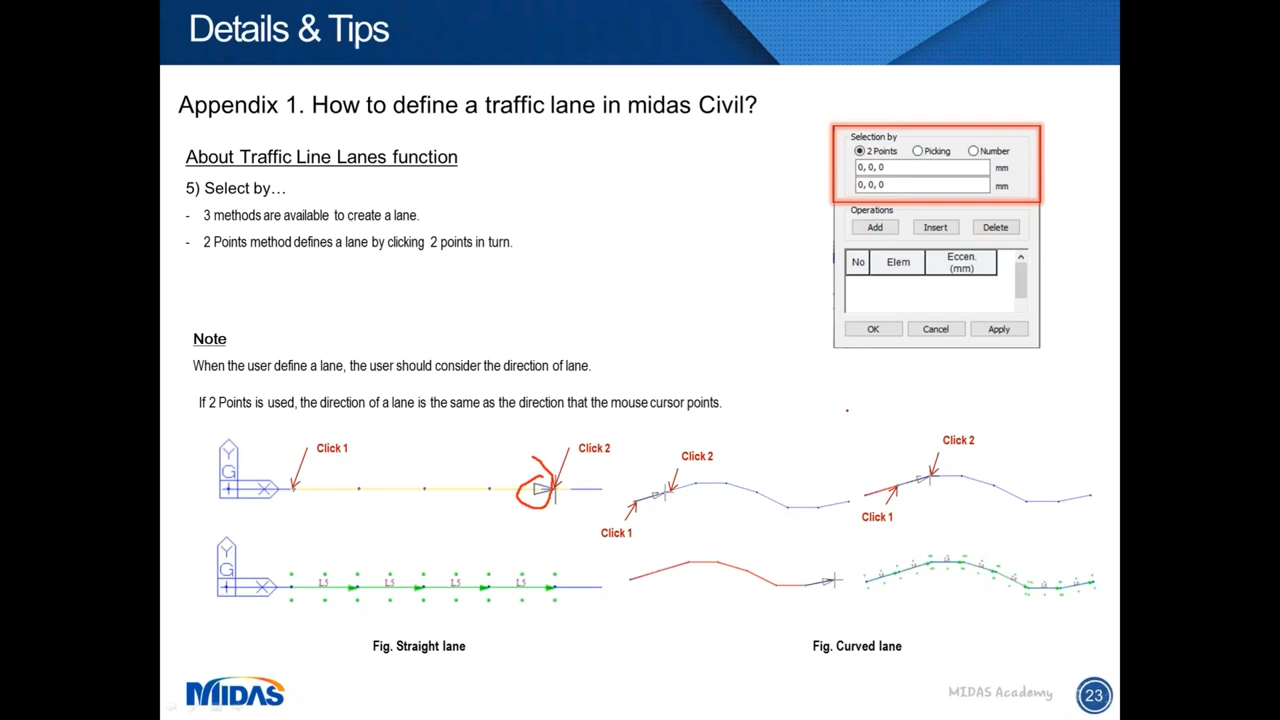 Details & Tips
Appendix 1. How to define a traffic lane in midas Civil?
About Traffic Line Lanes function
5) Select by…
- 3 methods are available to create a lane.
- 2 Points method defines a lane by clicking 2 points in turn.
Selection by
2 Points Picking Number
0, 0, 0 mm
0, 0, 0 mm
Operations
Add Insert Delete
No Elem Eccen. (mm)
OK Cancel Apply
Note
When the user define a lane, the user should consider the direction of lane.
If 2 Points is used, the direction of a lane is the same as the direction that the mouse cursor points.
Click 1
Click 2
Y
G
X
Click 2
Click 1
Click 2
Click 1
Y
G
X
L5 L5 L5 L5
Fig. Straight lane
Fig. Curved lane
MIDAS
MIDAS Academy
23